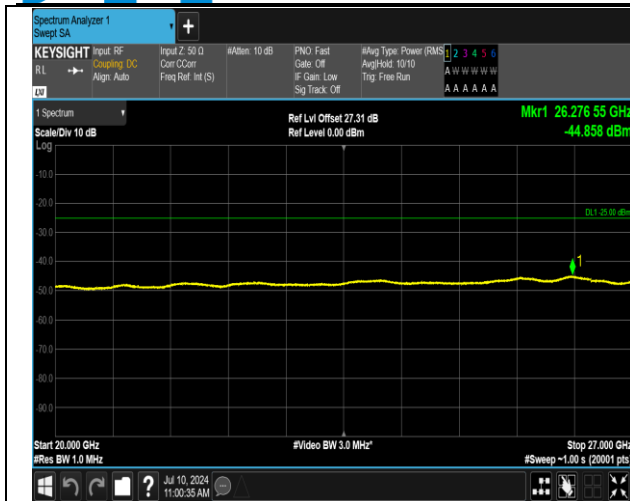 Spectrum Analyzer 1
Swept SA
+
KEYSIGHT
RL
LXI
Input: RF
Coupling: DC
Align: Auto
Input Z: 50 Ω
Corr CCorr
Freq Ref: Int (S)
#Atten: 10 dB
PNO: Fast
Gate: Off
IF Gain: Low
Sig Track: Off
#Avg Type: Power (RMS
Avg|Hold: 10/10
Trig: Free Run
1 2 3 4 5 6
A W W W W W
A A A A A A
1 Spectrum
Scale/Div 10 dB
Ref Lvl Offset 27.31 dB
Ref Level 0.00 dBm
Mkr1 26.276 55 GHz
-44.858 dBm
Log
-10.0
-20.0
DL1 -25.00 dBm
-30.0
-40.0
1
-50.0
-60.0
-70.0
-80.0
-90.0
Start 20.000 GHz
#Res BW 1.0 MHz
#Video BW 3.0 MHz*
Stop 27.000 GHz
#Sweep ~1.00 s (20001 pts)
?
Jul 10, 2024
11:00:35 AM